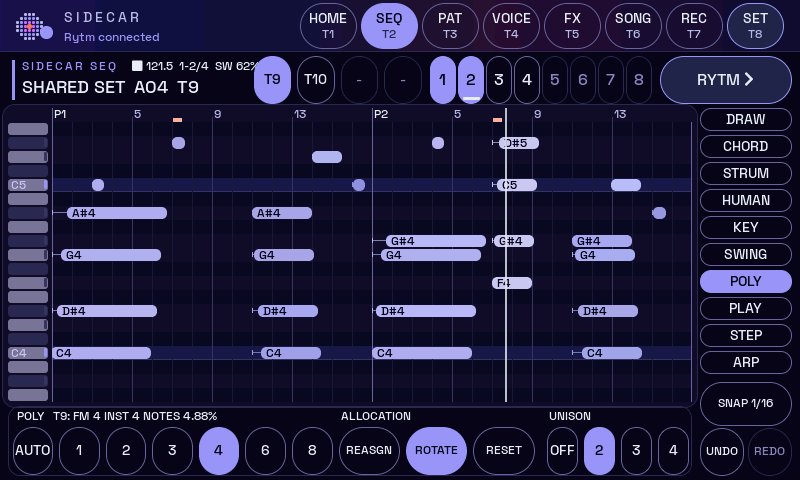 SIDECAR
Rytm connected
HOME T1
SEQ T2
PAT T3
VOICE T4
FX T5
SONG T6
REC T7
SET T8
SIDECAR SEQ 121.5 1-2/4 SW 62%
SHARED SET A04 T9
T9 T10 - - 1 2 3 4 5 6 7 8 RYTM
P1 5 9 13 P2 5 9 13
D#5
C5 C5
A#4 A#4
G#4 G#4 G#4
G4 G4 G4 G4
F4
D#4 D#4 D#4 D#4
C4 C4 C4 C4 C4
DRAW
CHORD
STRUM
HUMAN
KEY
SWING
POLY
PLAY
STEP
ARP
SNAP 1/16
UNDO REDO
POLY T9: FM 4 INST 4 NOTES 4.88% ALLOCATION UNISON
AUTO 1 2 3 4 6 8 REASGN ROTATE RESET OFF 2 3 4